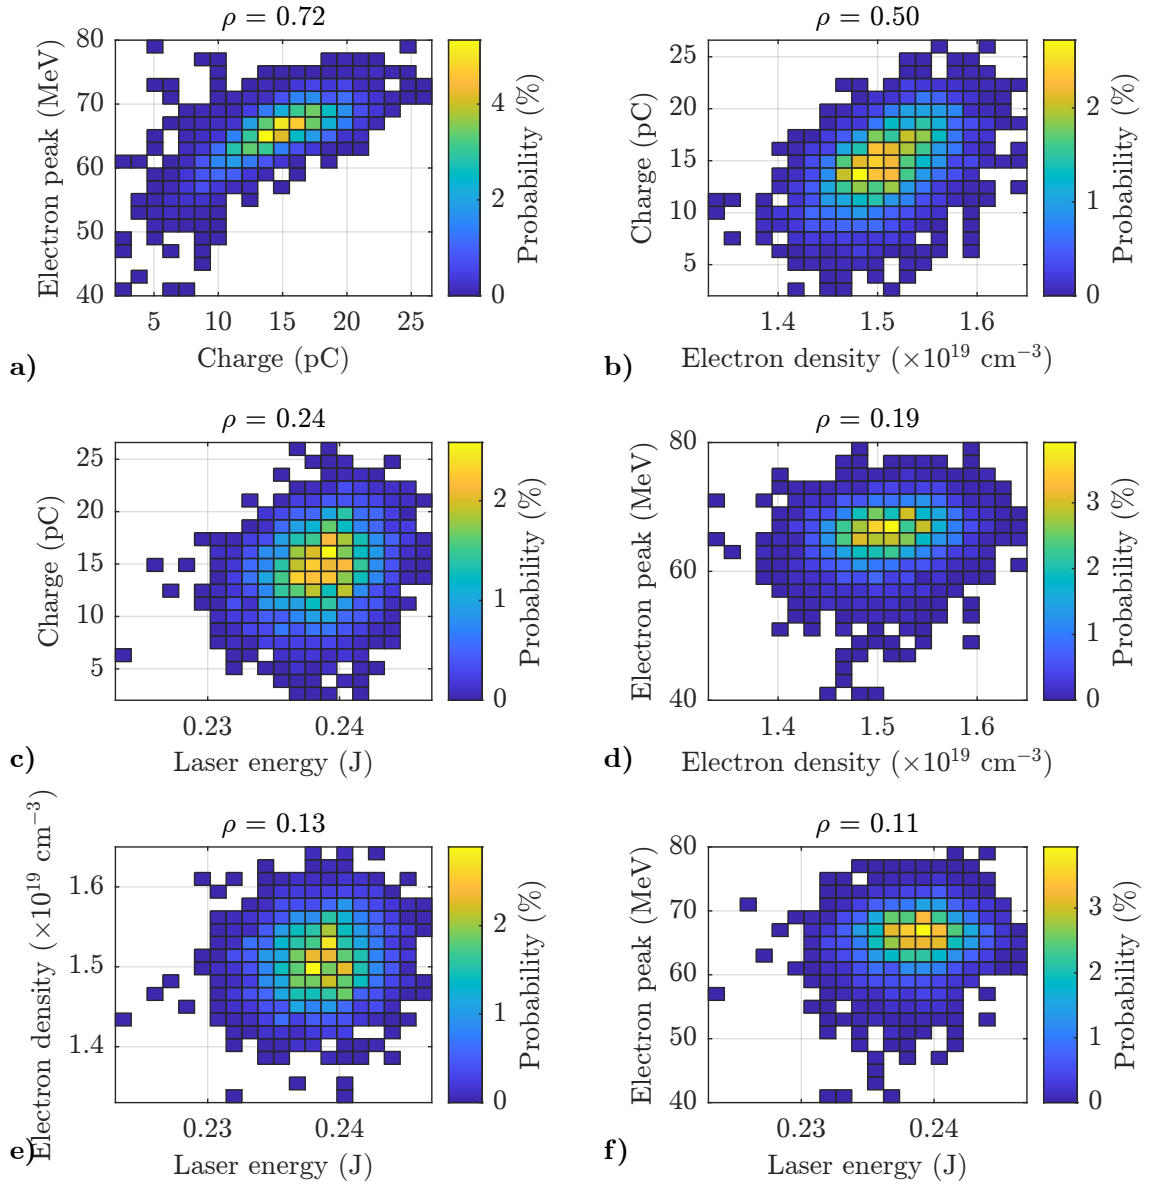 ρ = 0.72
Electron peak (MeV)
80
70
60
50
40
5
10
15
20
25
Charge (pC)
4
2
0
Probability (%)
a)
ρ = 0.50
Charge (pC)
25
20
15
10
5
1.4
1.5
1.6
Electron density (×10¹⁹ cm⁻³)
2
1
0
Probability (%)
b)
ρ = 0.24
Charge (pC)
25
20
15
10
5
0.23
0.24
Laser energy (J)
2
1
0
Probability (%)
c)
ρ = 0.19
Electron peak (MeV)
80
60
40
1.4
1.5
1.6
Electron density (×10¹⁹ cm⁻³)
3
2
1
0
Probability (%)
d)
ρ = 0.13
Electron density (×10¹⁹ cm⁻³)
1.6
1.5
1.4
0.23
0.24
Laser energy (J)
2
1
0
Probability (%)
e)
ρ = 0.11
Electron peak (MeV)
80
70
60
50
40
0.23
0.24
Laser energy (J)
3
2
1
0
Probability (%)
f)